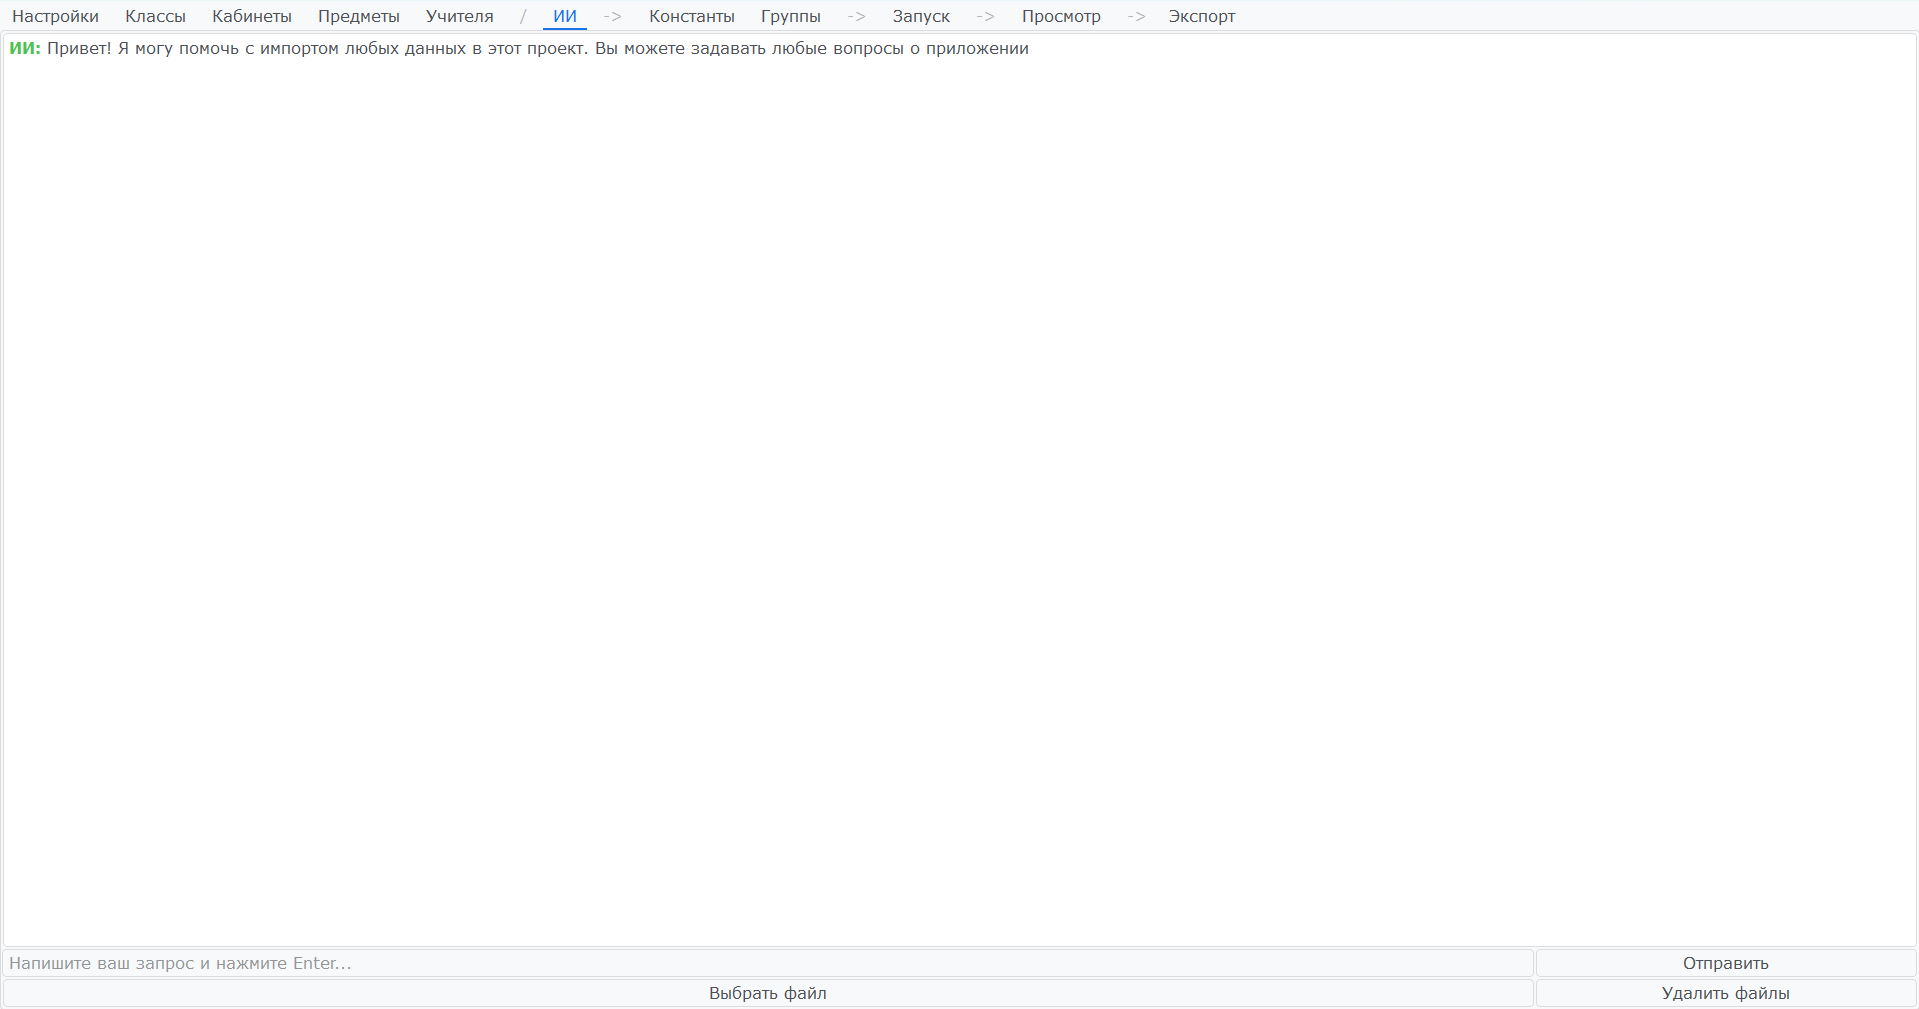 Настройки Классы Кабинеты Предметы Учителя / ИИ -> Константы Группы -> Запуск -> Просмотр -> Экспорт
ИИ: Привет! Я могу помочь с импортом любых данных в этот проект. Вы можете задавать любые вопросы о приложении
Напишите ваш запрос и нажмите Enter... Отправить
Выбрать файл Удалить файлы